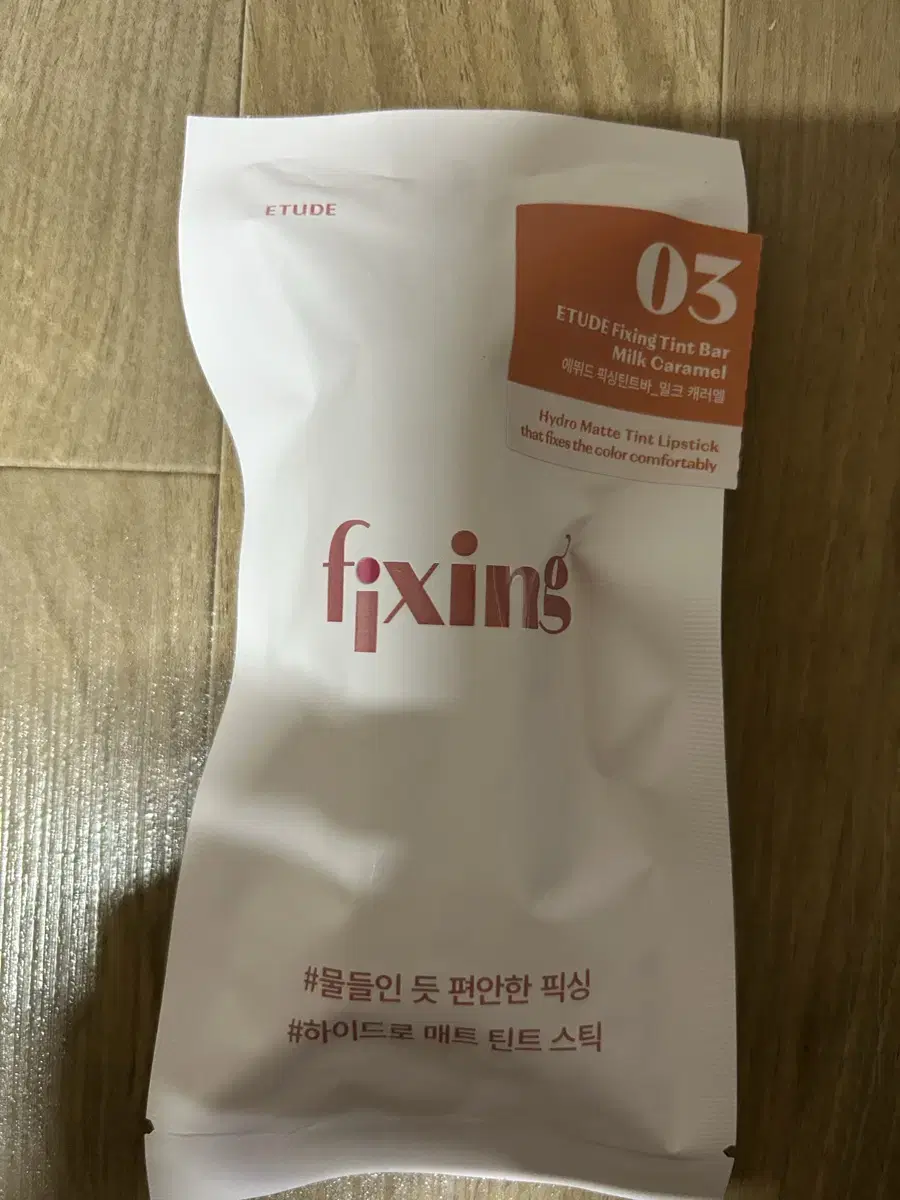 ETUDE
03
ETUDE Fixing Tint Bar
Milk Caramel
에뛰드 픽싱틴트바_밀크 캐러멜
Hydro Matte Tint Lipstick
that fixes the color comfortably
fixing
#물들인 듯 편안한 픽싱
#하이드로 매트 틴트 스틱